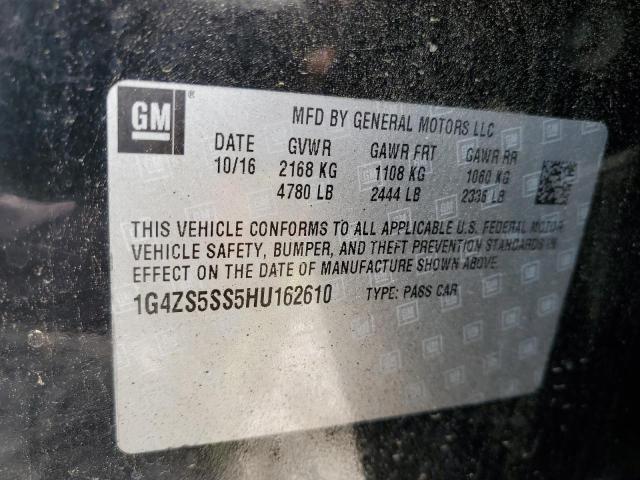 GM®
MFD BY GENERAL MOTORS LLC
DATE GVWR GAWR FRT GAWR RR
10/16 2168 KG 1108 KG 1060 KG
4780 LB 2444 LB 2336 LB
THIS VEHICLE CONFORMS TO ALL APPLICABLE U.S. FEDERAL MOTOR
VEHICLE SAFETY, BUMPER, AND THEFT PREVENTION STANDARDS IN
EFFECT ON THE DATE OF MANUFACTURE SHOWN ABOVE.
1G4ZS5SS5HU162610 TYPE: PASS CAR